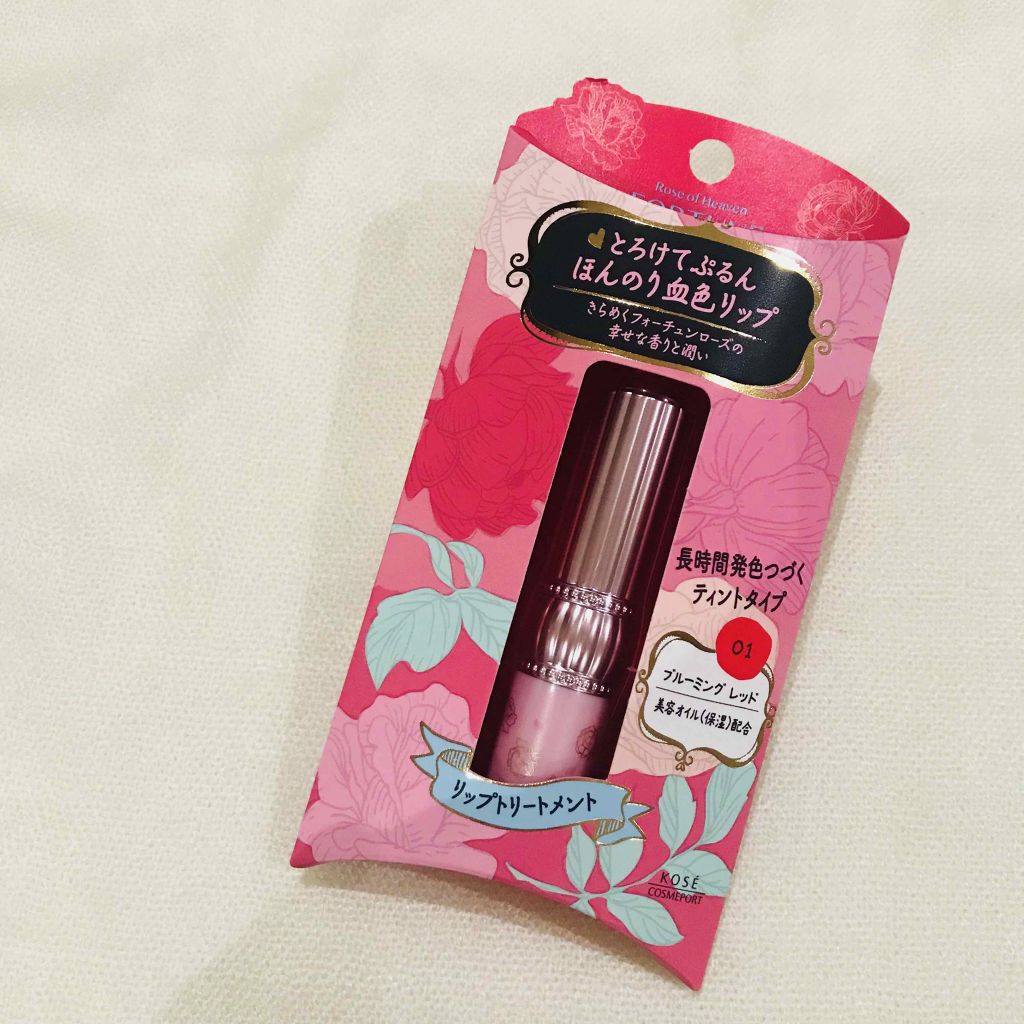 Rose of Heaven
とろけてぷるん
ほんのり血色リップ
きらめくフォーチュンローズの
幸せな香りと潤い
長時間発色つづく
ティントタイプ
01
ブルーミング レッド
美容オイル(保湿)配合
リップトリートメント
KOSÉ
COSMEPORT